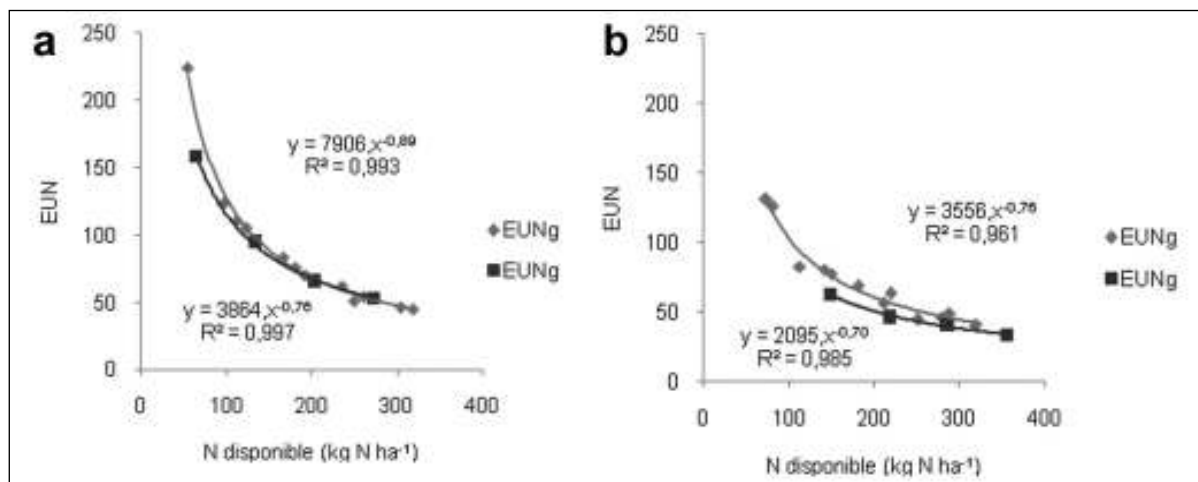 a
250
200
150
100
50
0
EUN
y = 7906,x⁻⁰,⁸⁹
R² = 0,993
y = 3864,x⁻⁰,⁷⁶
R² = 0,997
EUNg
EUNg
0 100 200 300 400
N disponible (kg N ha⁻¹)
b
250
200
150
100
50
0
EUN
y = 3556,x⁻⁰,⁷⁶
R² = 0,961
y = 2095,x⁻⁰,⁷⁰
R² = 0,985
EUNg
EUNg
0 100 200 300 400
N disponible (kg N ha⁻¹)